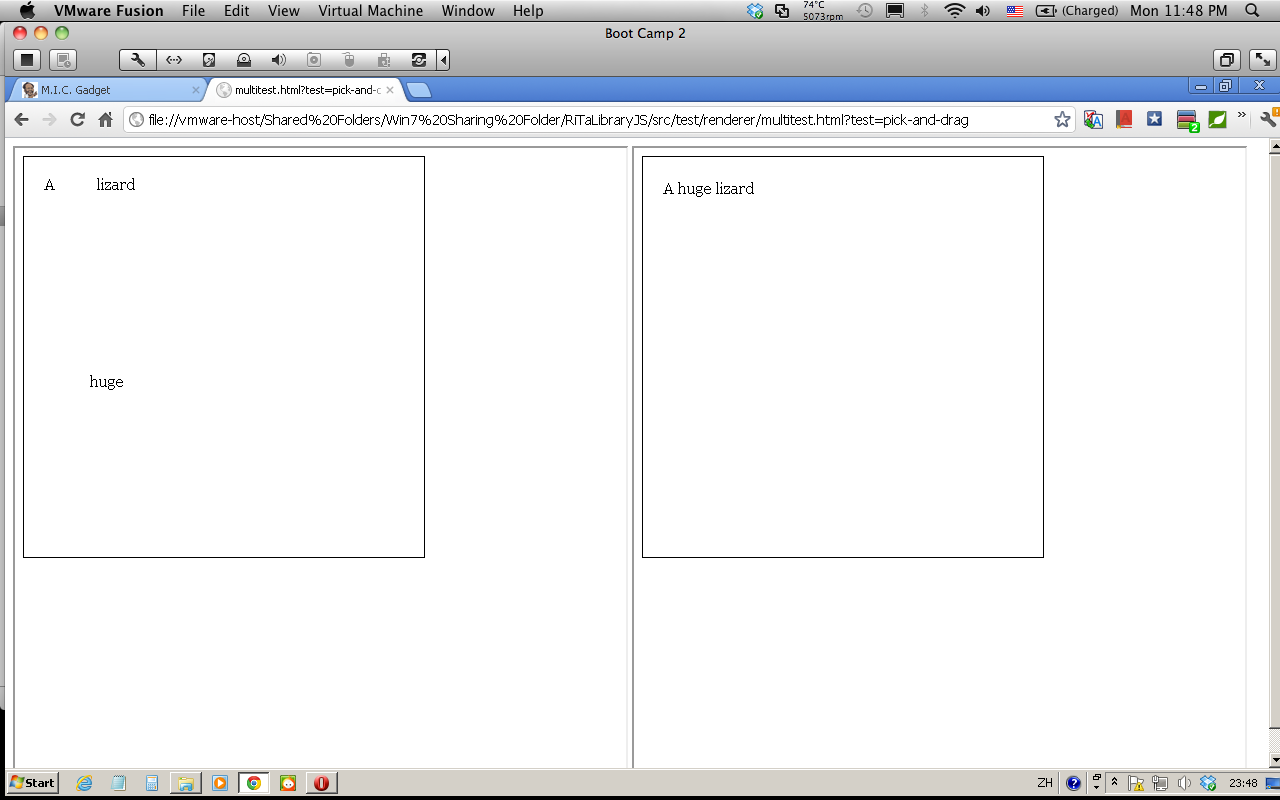 VMware Fusion File Edit View Virtual Machine Window Help 74°C 5073rpm (Charged) Mon 11:48 PM
Boot Camp 2
M.I.C. Gadget multitest.html?test=pick-and-d
file://vmware-host/Shared%20Folders/Win7%20Sharing%20Folder/RiTaLibraryJS/src/test/renderer/multitest.html?test=pick-and-drag 2
A lizard
huge
A huge lizard
Start ZH 23:48